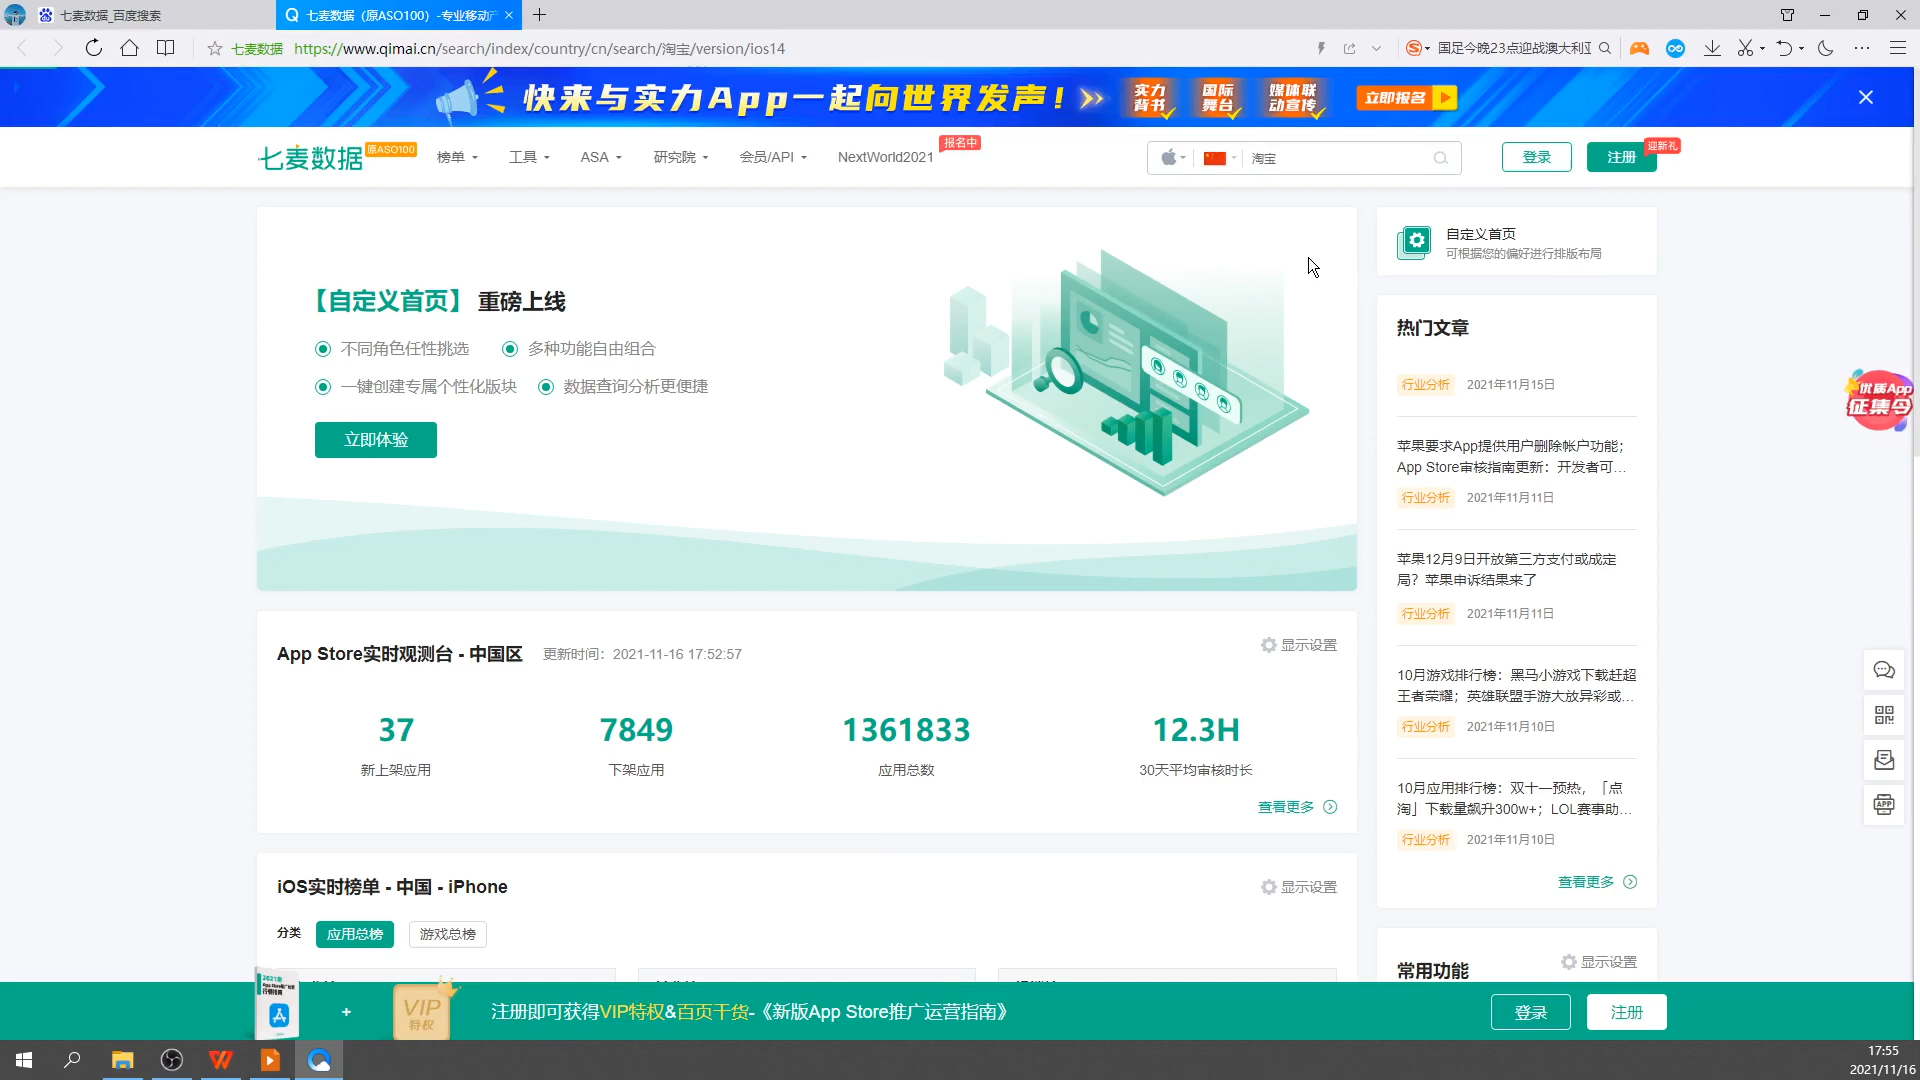 七麦数据_百度搜索
七麦数据（原ASO100）-专业移动产
七麦数据 https://www.qimai.cn/search/index/country/cn/search/淘宝/version/ios14
国足今晚23点迎战澳大利亚
快来与实力App一起向世界发声！
实力背书
国际舞台
媒体联动宣传
立即报名
七麦数据 原ASO100
榜单
工具
ASA
研究院
会员/API
NextWorld2021
报名中
淘宝
登录
注册
迎新礼
【自定义首页】 重磅上线
不同角色任性挑选
多种功能自由组合
一键创建专属个性化版块
数据查询分析更便捷
立即体验
自定义首页
可根据您的偏好进行排版布局
热门文章
行业分析 2021年11月15日
苹果要求App提供用户删除帐户功能；
App Store审核指南更新：开发者可…
行业分析 2021年11月11日
苹果12月9日开放第三方支付或成定
局？苹果申诉结果来了
行业分析 2021年11月11日
10月游戏排行榜：黑马小游戏下载赶超
王者荣耀；英雄联盟手游大放异彩或…
行业分析 2021年11月10日
10月应用排行榜：双十一预热，「点
淘」下载量飙升300w+；LOL赛事助…
行业分析 2021年11月10日
查看更多
优质App
征集令
App Store实时观测台 - 中国区 更新时间：2021-11-16 17:52:57
显示设置
37
新上架应用
7849
下架应用
1361833
应用总数
12.3H
30天平均审核时长
查看更多
iOS实时榜单 - 中国 - iPhone
显示设置
分类
应用总榜
游戏总榜
常用功能
显示设置
APP
+
VIP
特权
注册即可获得VIP特权&百页干货-《新版App Store推广运营指南》
登录
注册
17:55
2021/11/16